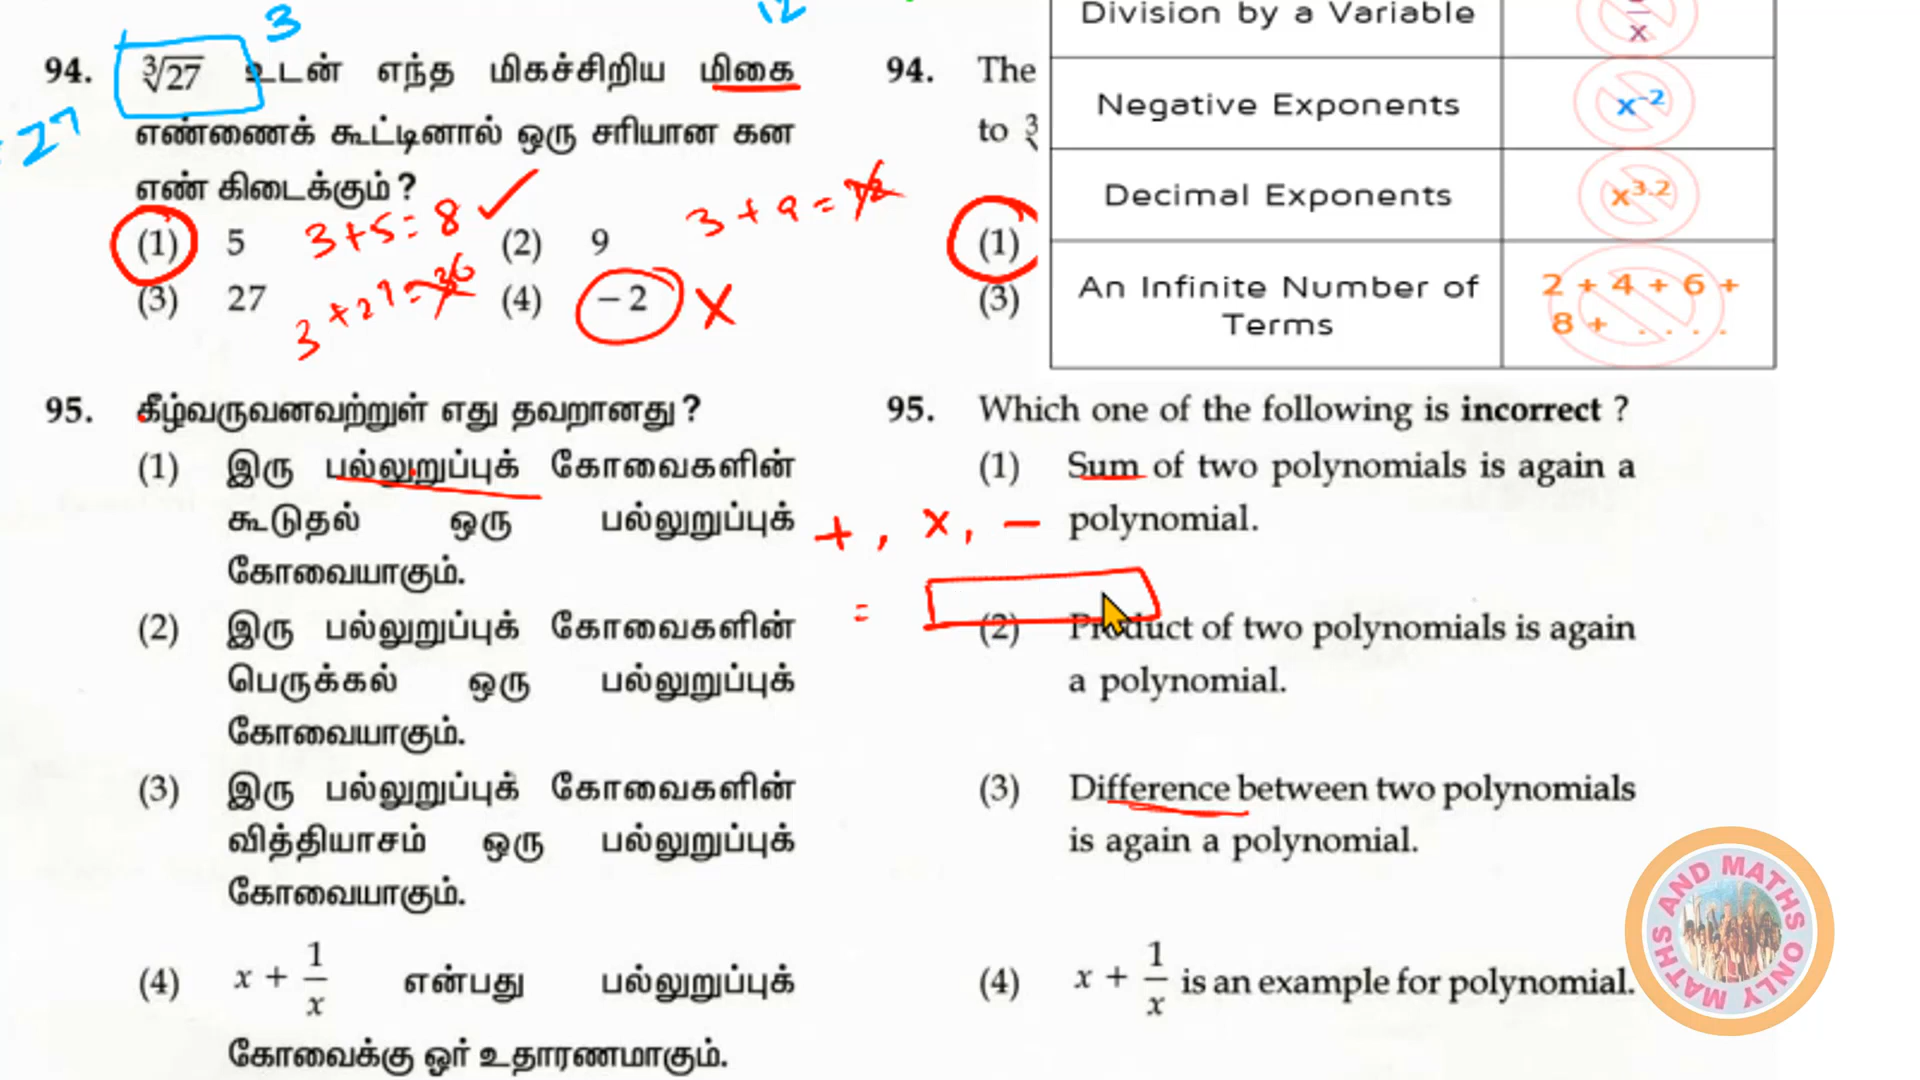 3
12
27
94. ∛27 உடன் எந்த மிகச்சிறிய மிகை
எண்ணைக் கூட்டினால் ஒரு சரியான கன
எண் கிடைக்கும் ?
(1) 5 (2) 9
3+5=8 ✓
3+9=12
(3) 27 (4) −2
3+27=30
X
95. கீழ்வருவனவற்றுள் எது தவறானது ?
(1) இரு பல்லுறுப்புக் கோவைகளின்
கூடுதல் ஒரு பல்லுறுப்புக்
கோவையாகும்.
(2) இரு பல்லுறுப்புக் கோவைகளின்
பெருக்கல் ஒரு பல்லுறுப்புக்
கோவையாகும்.
(3) இரு பல்லுறுப்புக் கோவைகளின்
வித்தியாசம் ஒரு பல்லுறுப்புக்
கோவையாகும்.
(4) x + 1/x என்பது பல்லுறுப்புக்
கோவைக்கு ஓர் உதாரணமாகும்.
94. The
to
(1)
(3)
Division by a Variable
x
Negative Exponents x⁻²
Decimal Exponents x³·²
An Infinite Number of
Terms
2 + 4 + 6 +
8 + . . . .
95. Which one of the following is incorrect ?
(1) Sum of two polynomials is again a
polynomial.
+, x, −
=
(2) Product of two polynomials is again
a polynomial.
(3) Difference between two polynomials
is again a polynomial.
(4) x + 1/x is an example for polynomial.
MATHS AND MATHS ONLY